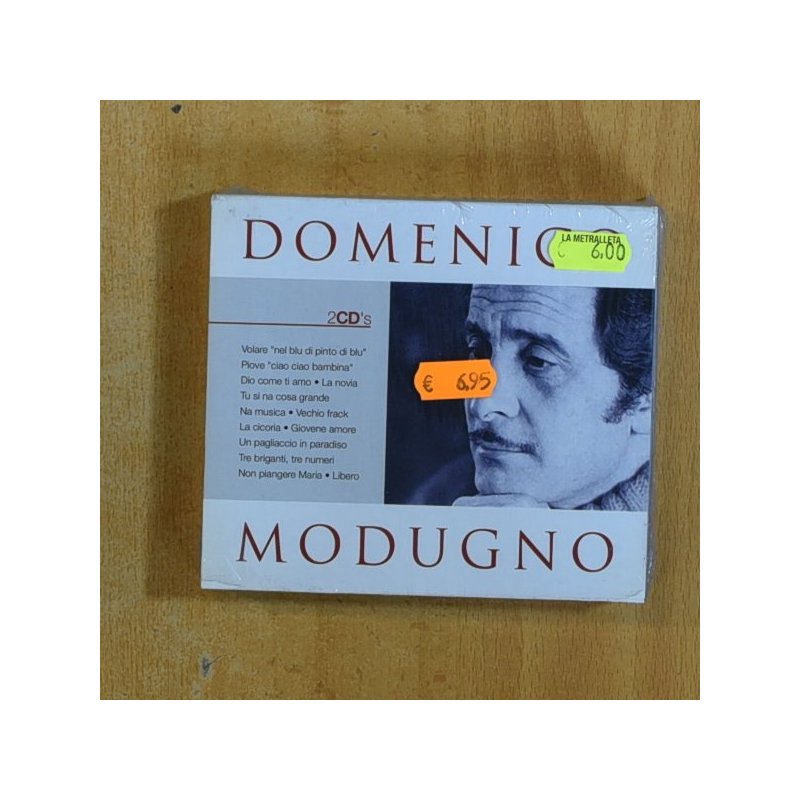 DOMENICO
LA METRALLETA
€ 6,00
2CD's
Volare "nel blu di pinto di blu"
Piove "ciao ciao bambina"
Dio come ti amo • La novia
Tu si na cosa grande
Na musica • Vechio frack
La cicoria • Giovene amore
Un pagliaccio in paradiso
Tre briganti, tre numeri
Non piangere Maria • Libero
€ 6,95
MODUGNO